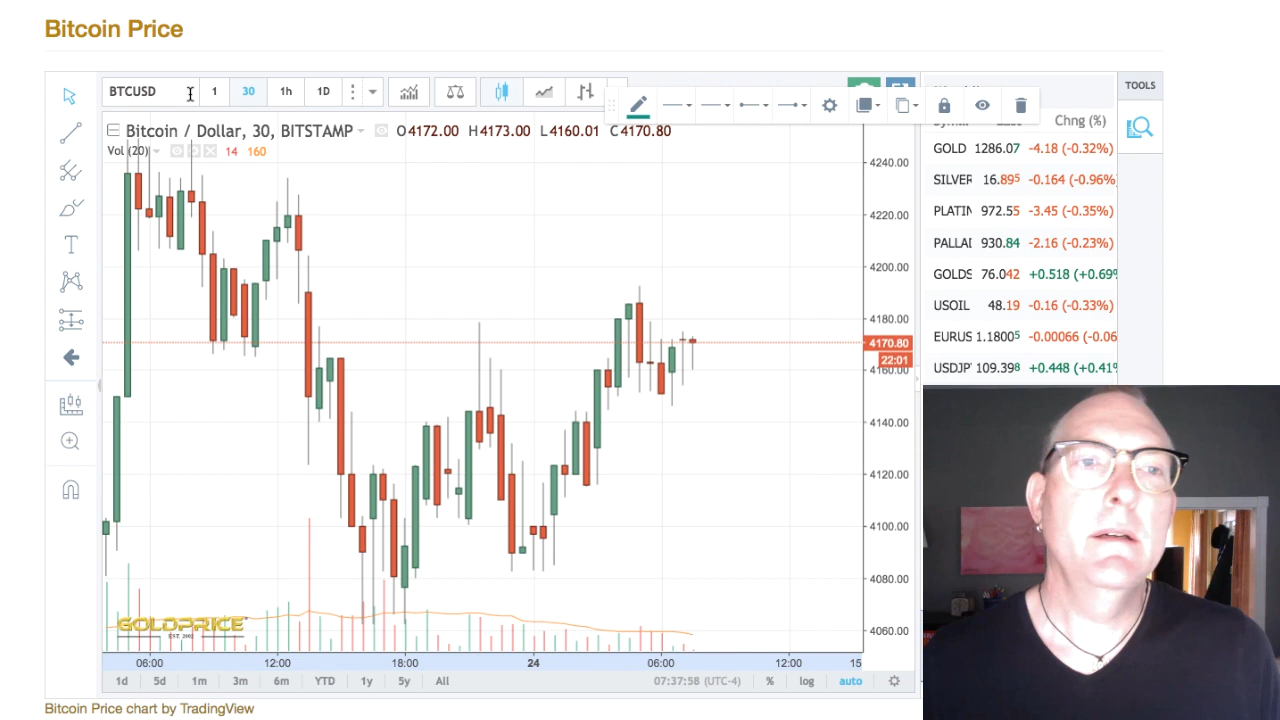 Bitcoin Price
BTCUSD 1 30 1h 1D
TOOLS
Bitcoin / Dollar, 30, BITSTAMP O4172.00 H4173.00 L4160.01 C4170.80
Vol (20) 14 160
Chng (%)
GOLD 1286.07 -4.18 (-0.32%)
SILVER 16.895 -0.164 (-0.96%)
PLATIN 972.55 -3.45 (-0.35%)
PALLAD 930.84 -2.16 (-0.23%)
GOLDS 76.042 +0.518 (+0.69%
USOIL 48.19 -0.16 (-0.33%)
EURUS 1.18005 -0.00066 (-0.06
USDJP 109.398 +0.448 (+0.41%
4240.00
4220.00
4200.00
4180.00
4170.80
22:01
4160.00
4140.00
4120.00
4100.00
4080.00
4060.00
GOLDPRICE
EST. 2002
06:00 12:00 18:00 24 06:00 12:00 15
1d 5d 1m 3m 6m YTD 1y 5y All 07:37:58 (UTC-4) % log auto
Bitcoin Price chart by TradingView